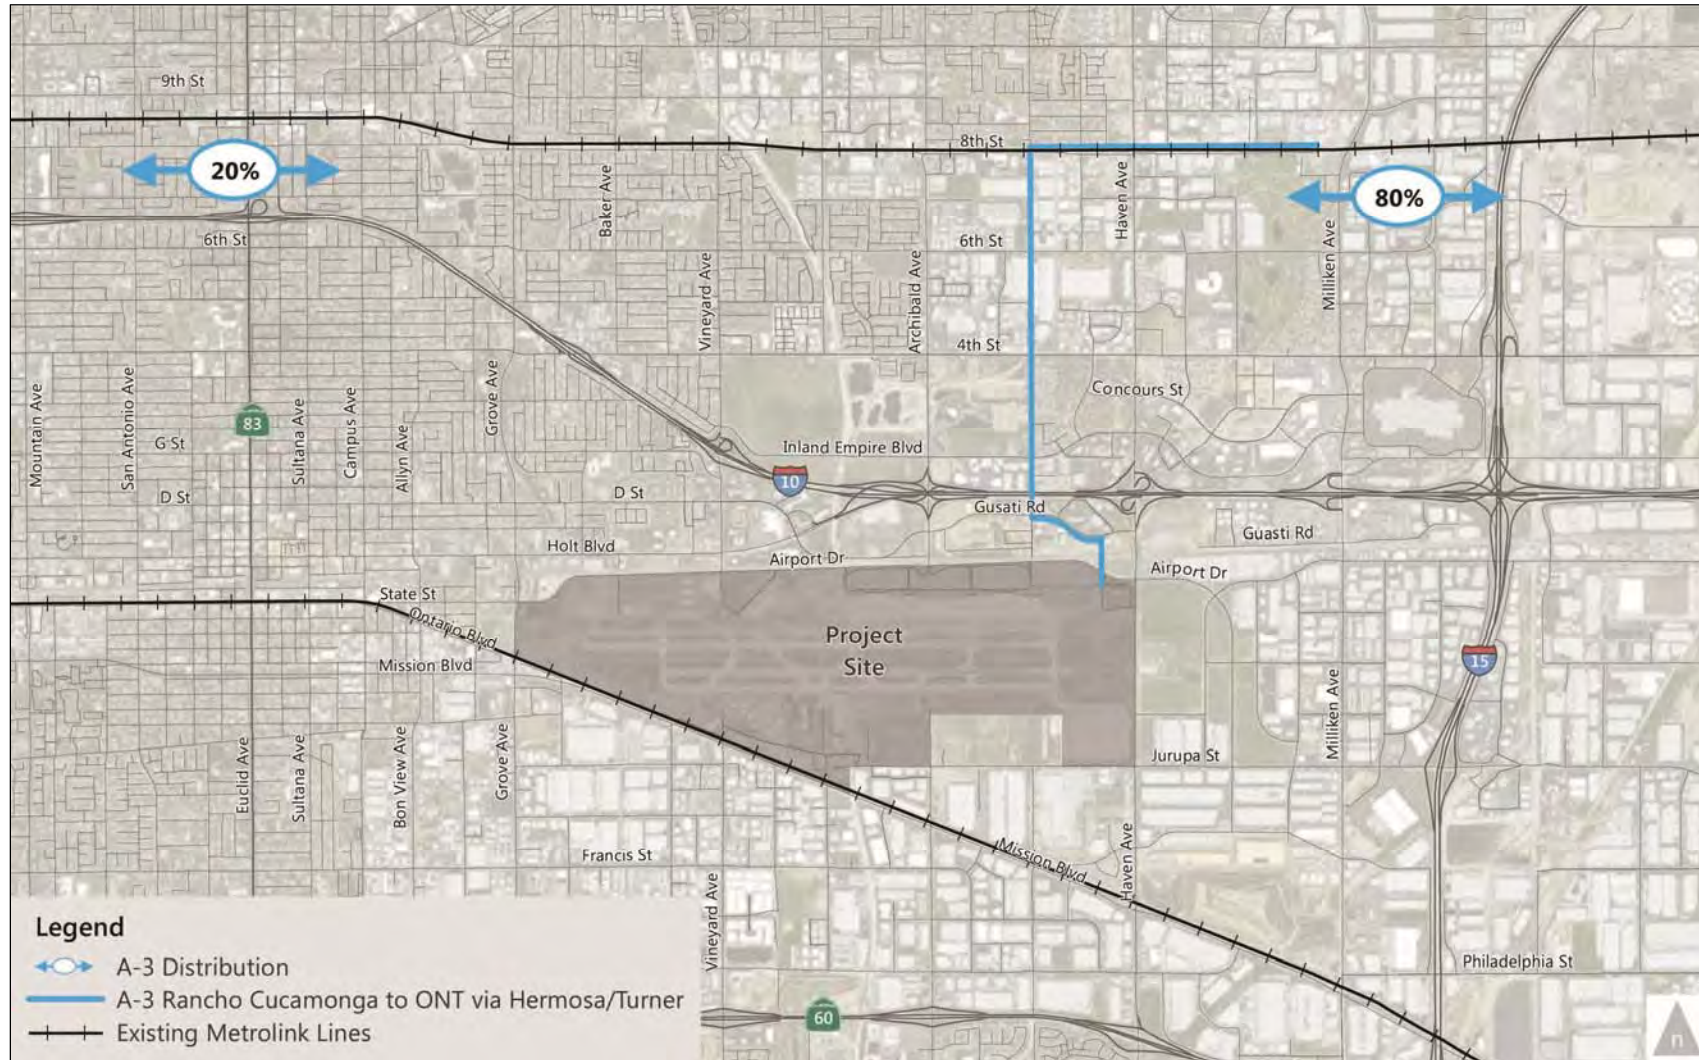 9th St
8th St
20%
80%
Baker Ave
Haven Ave
6th St
6th St
Milliken Ave
Vineyard Ave
Archibald Ave
4th St
Concours St
Mountain Ave
San Antonio Ave
83
Sultana Ave
Campus Ave
Allyn Ave
Grove Ave
G St
Inland Empire Blvd
10
D St
D St
Gusati Rd
Guasti Rd
Holt Blvd
Airport Dr
Airport Dr
State St
Ontario Blvd
Mission Blvd
Project
Site
15
Milliken Ave
Euclid Ave
Sultana Ave
Bon View Ave
Grove Ave
Jurupa St
Francis St
Mission Blvd
Haven Ave
Vineyard Ave
Philadelphia St
60
Legend
A-3 Distribution
A-3 Rancho Cucamonga to ONT via Hermosa/Turner
Existing Metrolink Lines
n